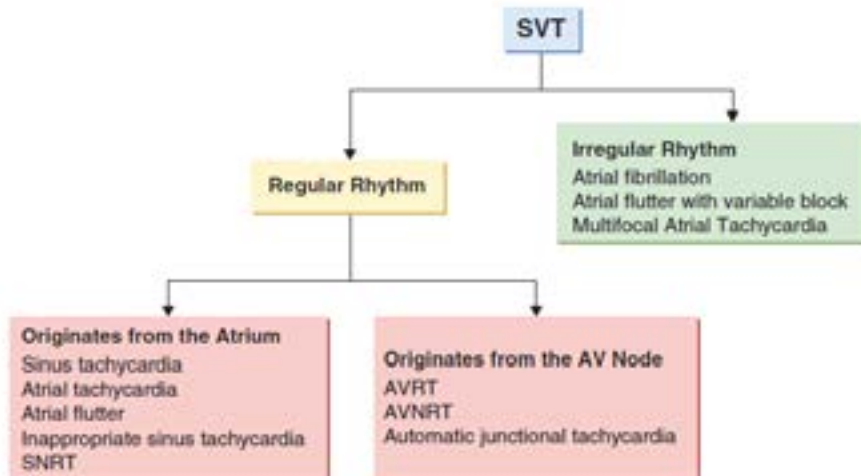 SVT
Regular Rhythm
Irregular Rhythm
Atrial fibrillation
Atrial flutter with variable block
Multifocal Atrial Tachycardia
Originates from the Atrium
Sinus tachycardia
Atrial tachycardia
Atrial flutter
Inappropriate sinus tachycardia
SNRT
Originates from the AV Node
AVRT
AVNRT
Automatic junctional tachycardia